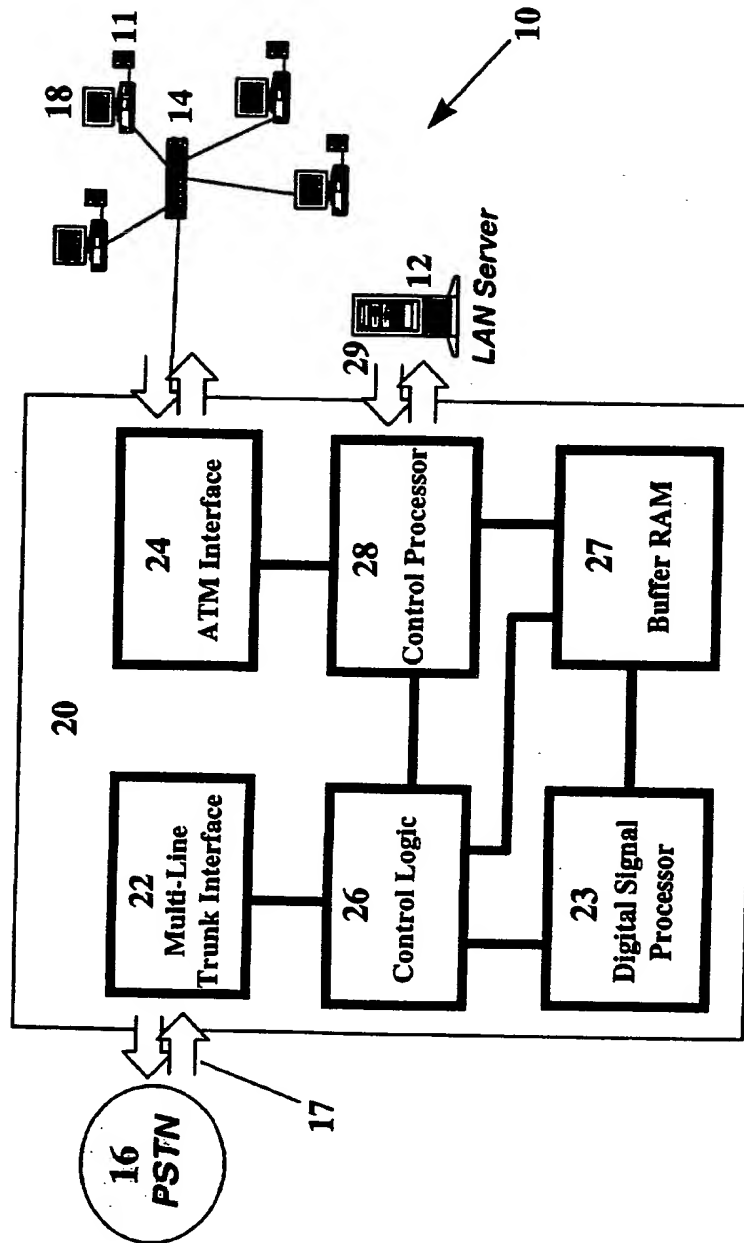 16
PSTN
17
20
22
Multi-Line
Trunk Interface
24
ATM Interface
26
Control Logic
28
Control Processor
23
Digital Signal
Processor
27
Buffer RAM
29
12
LAN Server
18
11
14
10